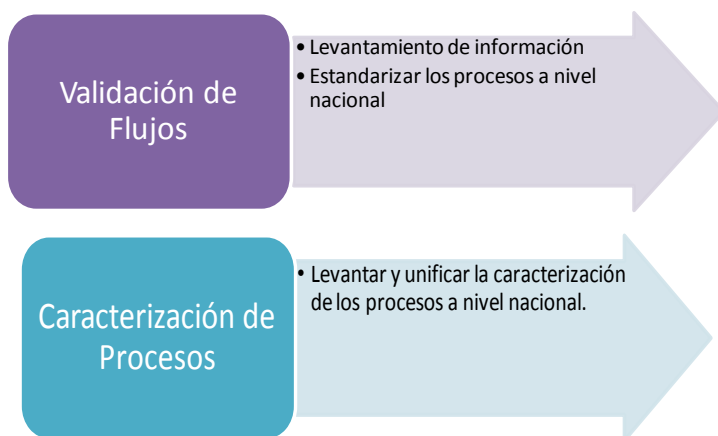 Validación de
Flujos
• Levantamiento de información
• Estandarizar los procesos a nivel
nacional
Caracterización de
Procesos
• Levantar y unificar la caracterización
de los procesos a nivel nacional.